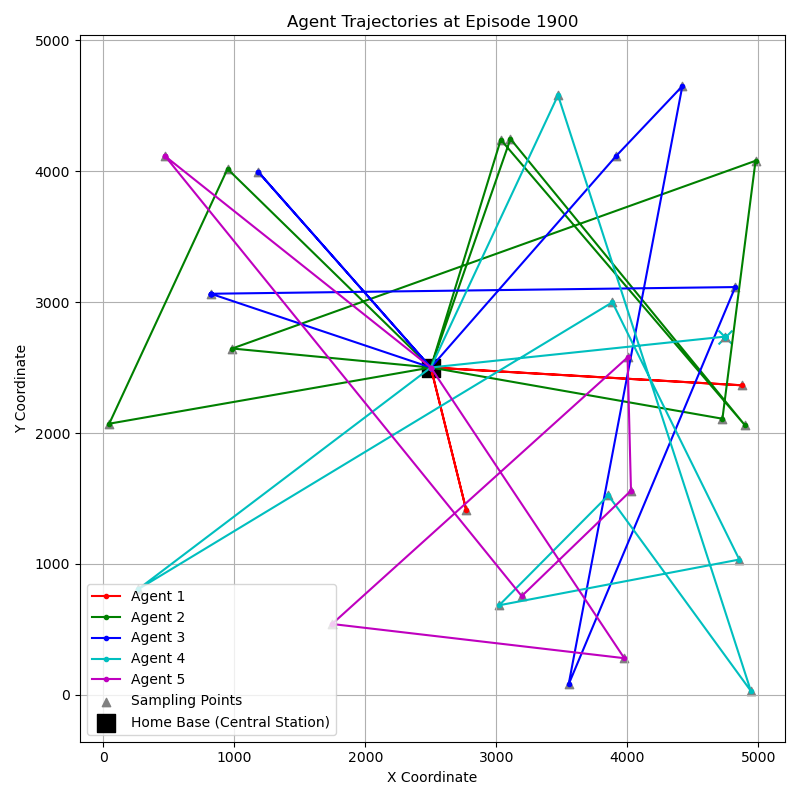 Agent Trajectories at Episode 1900
5000
4000
3000
2000
1000
0
Y Coordinate
Agent 1
Agent 2
Agent 3
Agent 4
Agent 5
Sampling Points
Home Base (Central Station)
0 1000 2000 3000 4000 5000
X Coordinate